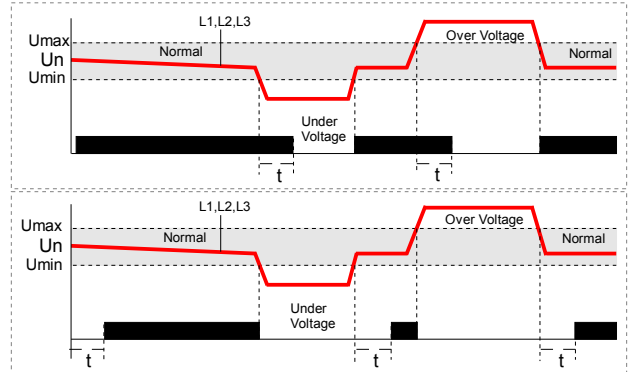 L1,L2,L3
Umax
Normal
Over Voltage
Normal
Un
Umin
Under
Voltage
t
t
L1,L2,L3
Umax
Normal
Over Voltage
Normal
Un
Umin
Under
Voltage
t
t
t